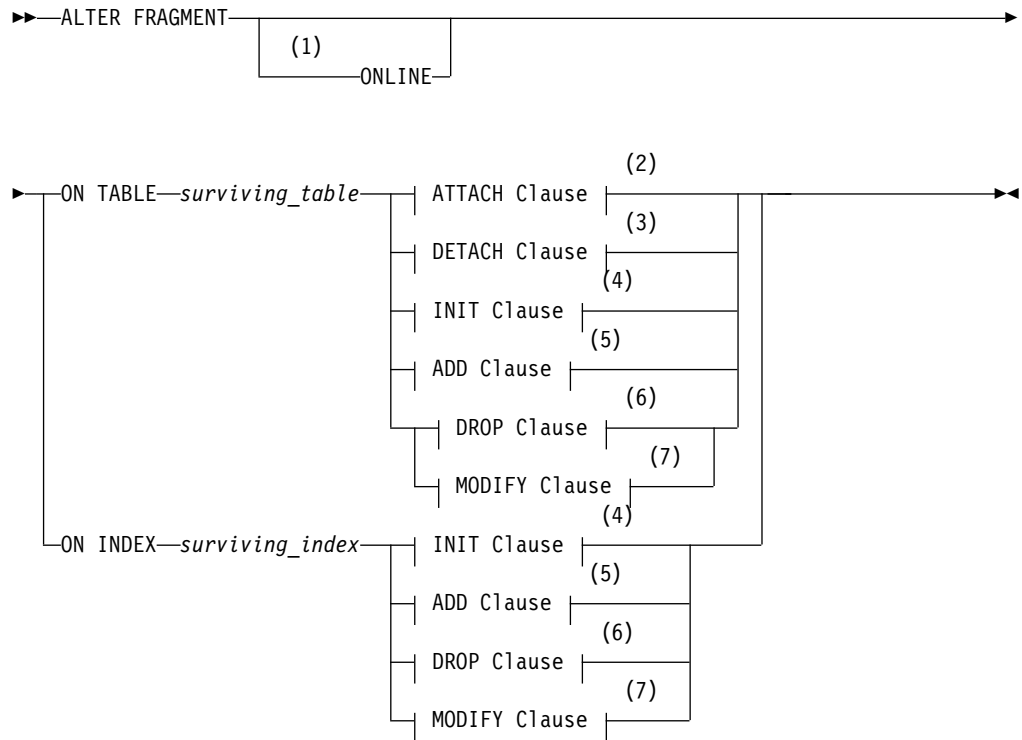 ALTER FRAGMENT
(1)
ONLINE
(2)
ON TABLE surviving_table ATTACH Clause
(3)
DETACH Clause
(4)
INIT Clause
(5)
ADD Clause
(6)
DROP Clause
(7)
MODIFY Clause
(4)
ON INDEX surviving_index INIT Clause
(5)
ADD Clause
(6)
DROP Clause
(7)
MODIFY Clause